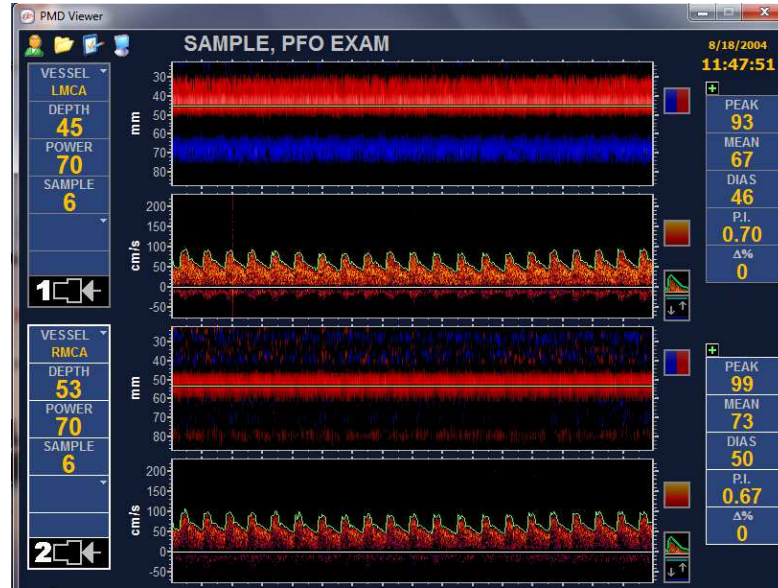 PMD Viewer
SAMPLE, PFO EXAM
8/18/2004
11:47:51
VESSEL
LMCA
DEPTH
45
POWER
70
SAMPLE
6
1
mm
30
40
50
60
70
80
cm/s
200
150
100
50
0
-50
PEAK
93
MEAN
67
DIAS
46
P.I.
0.70
Δ%
0
VESSEL
RMCA
DEPTH
53
POWER
70
SAMPLE
6
2
mm
30
40
50
60
70
80
cm/s
200
150
100
50
0
-50
PEAK
99
MEAN
73
DIAS
50
P.I.
0.67
Δ%
0